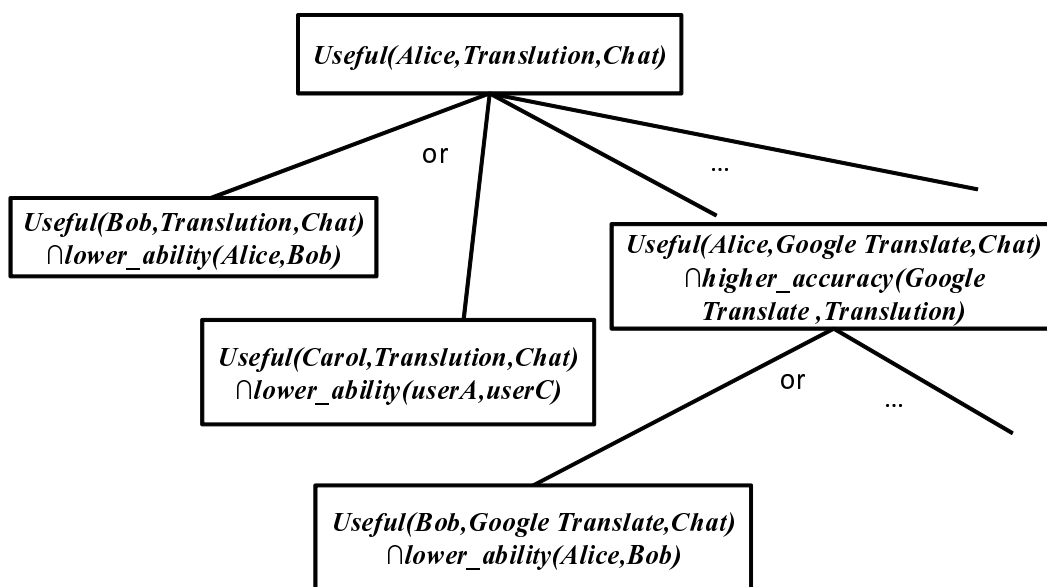 Useful(Alice,Translution,Chat)
or
...
Useful(Bob,Translution,Chat)
∩lower_ability(Alice,Bob)
Useful(Alice,Google Translate,Chat)
∩higher_accuracy(Google
Translate ,Translution)
Useful(Carol,Translution,Chat)
∩lower_ability(userA,userC)
or
...
Useful(Bob,Google Translate,Chat)
∩lower_ability(Alice,Bob)